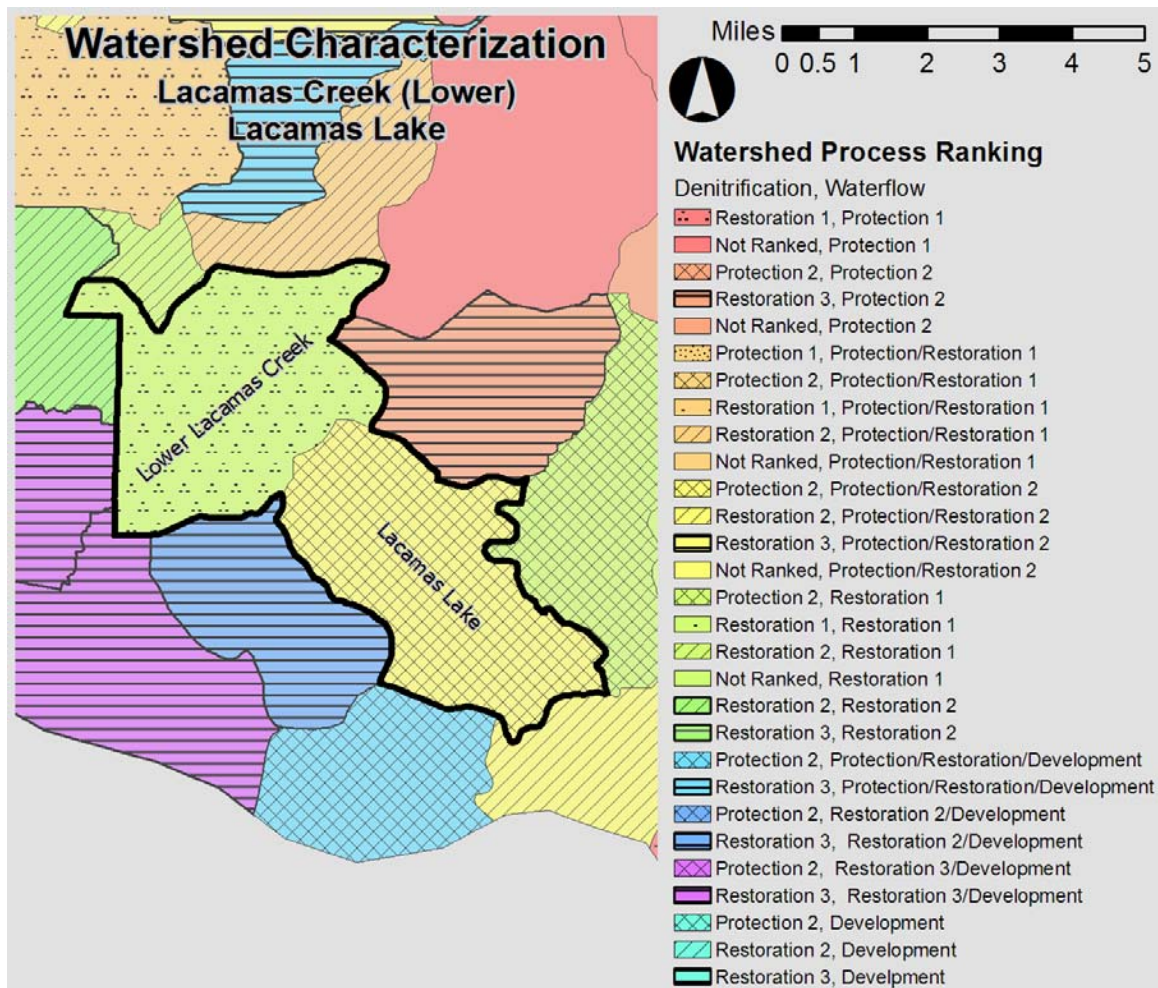 Watershed Characterization
Lacamas Creek (Lower)
Lacamas Lake
Lower Lacamas Creek
Lacamas Lake
Miles
0 0.5 1 2 3 4 5
Watershed Process Ranking
Denitrification, Waterflow
Restoration 1, Protection 1
Not Ranked, Protection 1
Protection 2, Protection 2
Restoration 3, Protection 2
Not Ranked, Protection 2
Protection 1, Protection/Restoration 1
Protection 2, Protection/Restoration 1
Restoration 1, Protection/Restoration 1
Restoration 2, Protection/Restoration 1
Not Ranked, Protection/Restoration 1
Protection 2, Protection/Restoration 2
Restoration 2, Protection/Restoration 2
Restoration 3, Protection/Restoration 2
Not Ranked, Protection/Restoration 2
Protection 2, Restoration 1
Restoration 1, Restoration 1
Restoration 2, Restoration 1
Not Ranked, Restoration 1
Restoration 2, Restoration 2
Restoration 3, Restoration 2
Protection 2, Protection/Restoration/Development
Restoration 3, Protection/Restoration/Development
Protection 2, Restoration 2/Development
Restoration 3, Restoration 2/Development
Protection 2, Restoration 3/Development
Restoration 3, Restoration 3/Development
Protection 2, Development
Restoration 2, Development
Restoration 3, Develpment